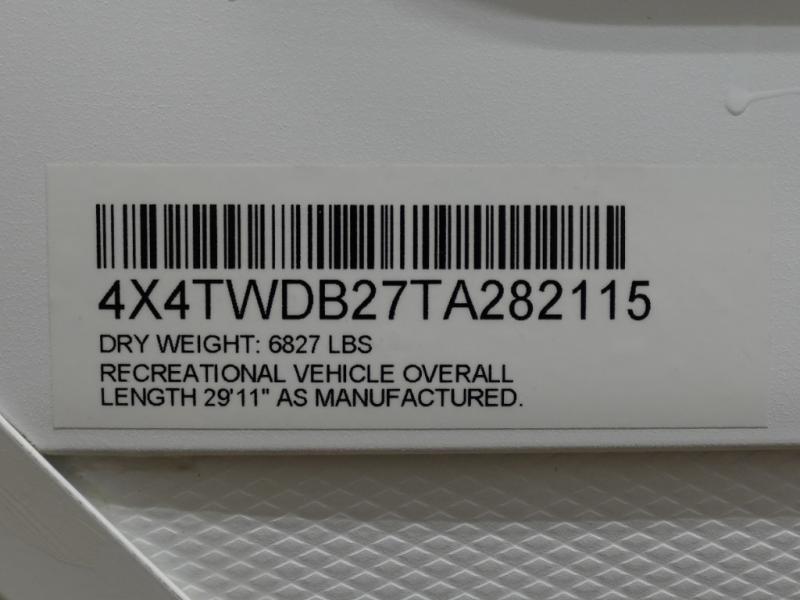 4X4TWDB27TA282115
DRY WEIGHT: 6827 LBS
RECREATIONAL VEHICLE OVERALL
LENGTH 29'11" AS MANUFACTURED.